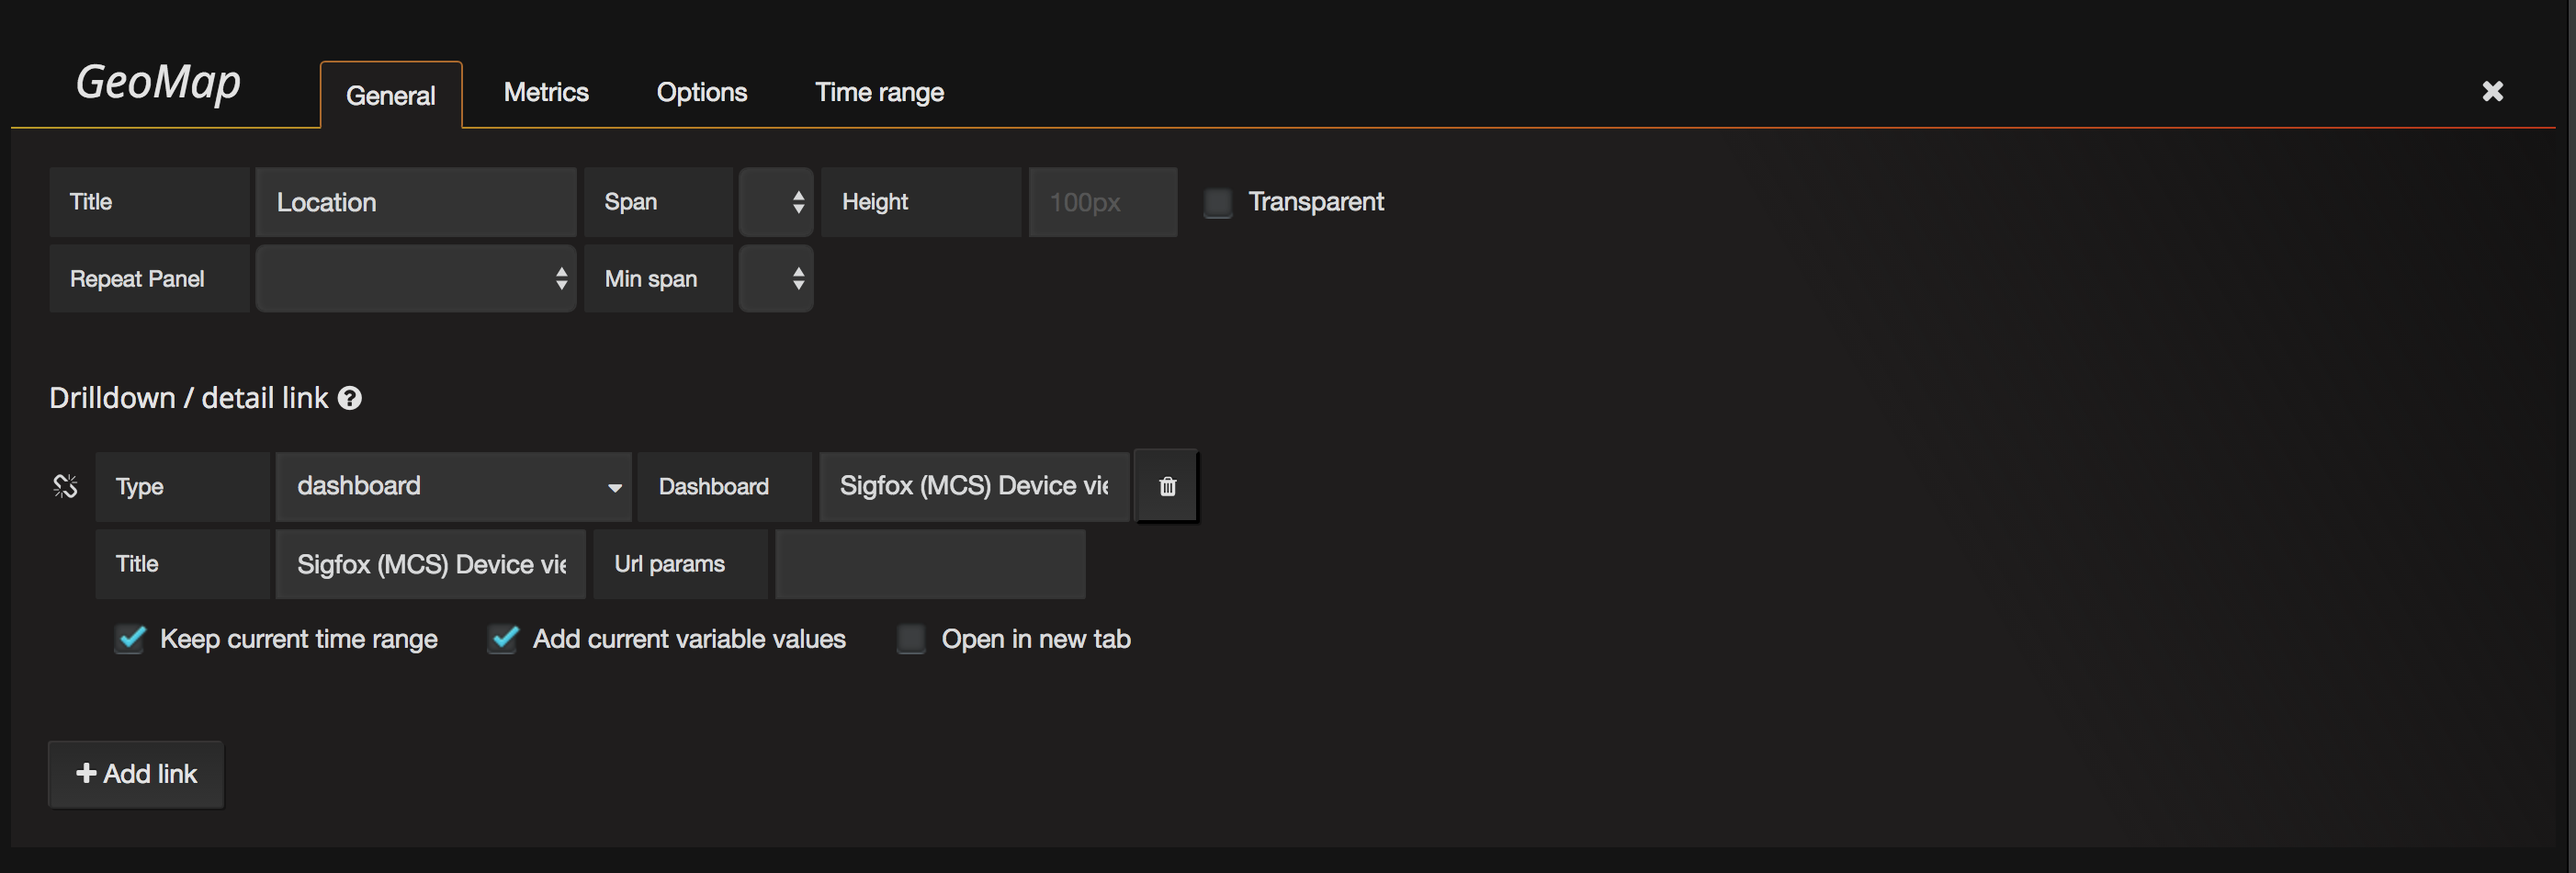 GeoMap General Metrics Options Time range
Title Location Span Height 100px Transparent
Repeat Panel Min span
Drilldown / detail link
Type dashboard Dashboard Sigfox (MCS) Device
Title Sigfox (MCS) Device Url params
Keep current time range Add current variable values Open in new tab
Add link